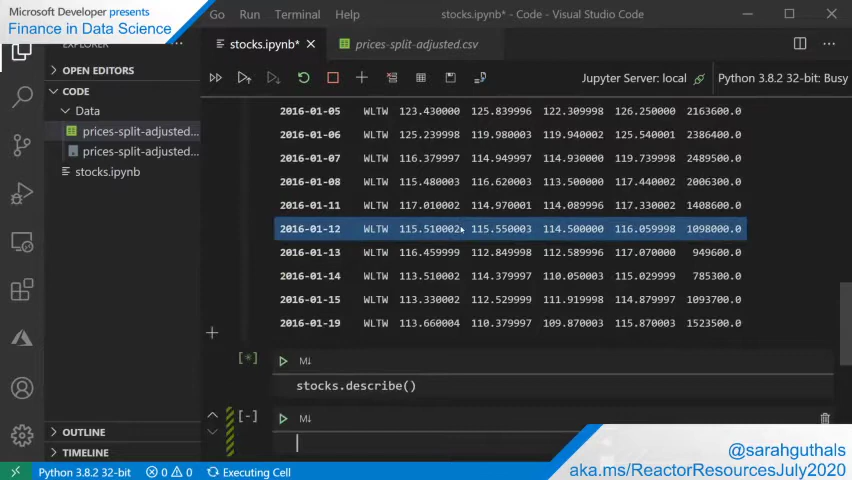 Microsoft Developer presents
Finance in Data Science
Go Run Terminal Help stocks.ipynb* - Code - Visual Studio Code
EXPLORER
stocks.ipynb* prices-split-adjusted.csv
OPEN EDITORS
Jupyter Server: local Python 3.8.2 32-bit: Busy
CODE
Data
prices-split-adjusted...
prices-split-adjusted...
stocks.ipynb
2016-01-05 WLTW 123.430000 125.839996 122.309998 126.250000 2163600.0
2016-01-06 WLTW 125.239998 119.980003 119.940002 125.540001 2386400.0
2016-01-07 WLTW 116.379997 114.949997 114.930000 119.739998 2489500.0
2016-01-08 WLTW 115.480003 116.620003 113.500000 117.440002 2006300.0
2016-01-11 WLTW 117.010002 114.970001 114.089996 117.330002 1408600.0
2016-01-12 WLTW 115.510002 115.550003 114.500000 116.059998 1098000.0
2016-01-13 WLTW 116.459999 112.849998 112.589996 117.070000 949600.0
2016-01-14 WLTW 113.510002 114.379997 110.050003 115.029999 785300.0
2016-01-15 WLTW 113.330002 112.529999 111.919998 114.879997 1093700.0
2016-01-19 WLTW 113.660004 110.379997 109.870003 115.870003 1523500.0
[*] M↓
stocks.describe()
[-] M↓
OUTLINE
TIMELINE
Python 3.8.2 32-bit 0 0 Executing Cell
@sarahguthals
aka.ms/ReactorResourcesJuly2020